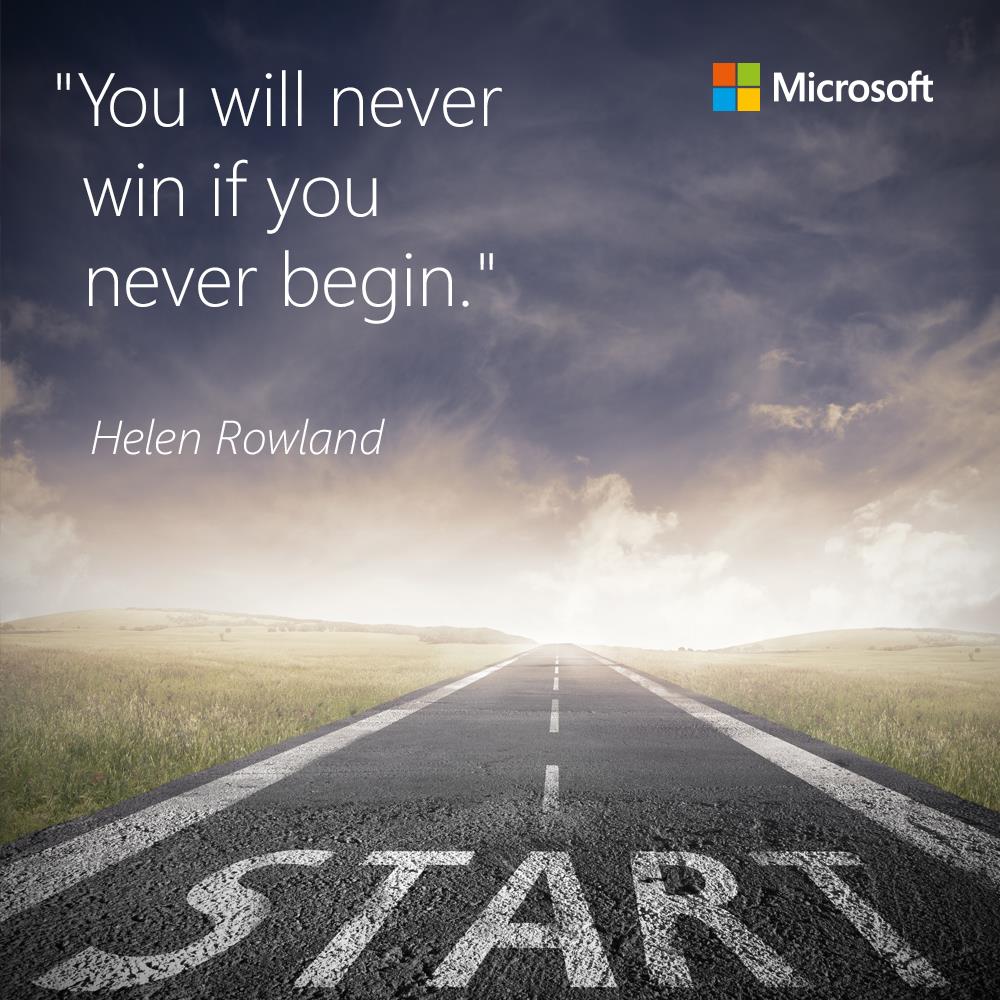 "You will never
win if you
never begin."
Microsoft
Helen Rowland
START